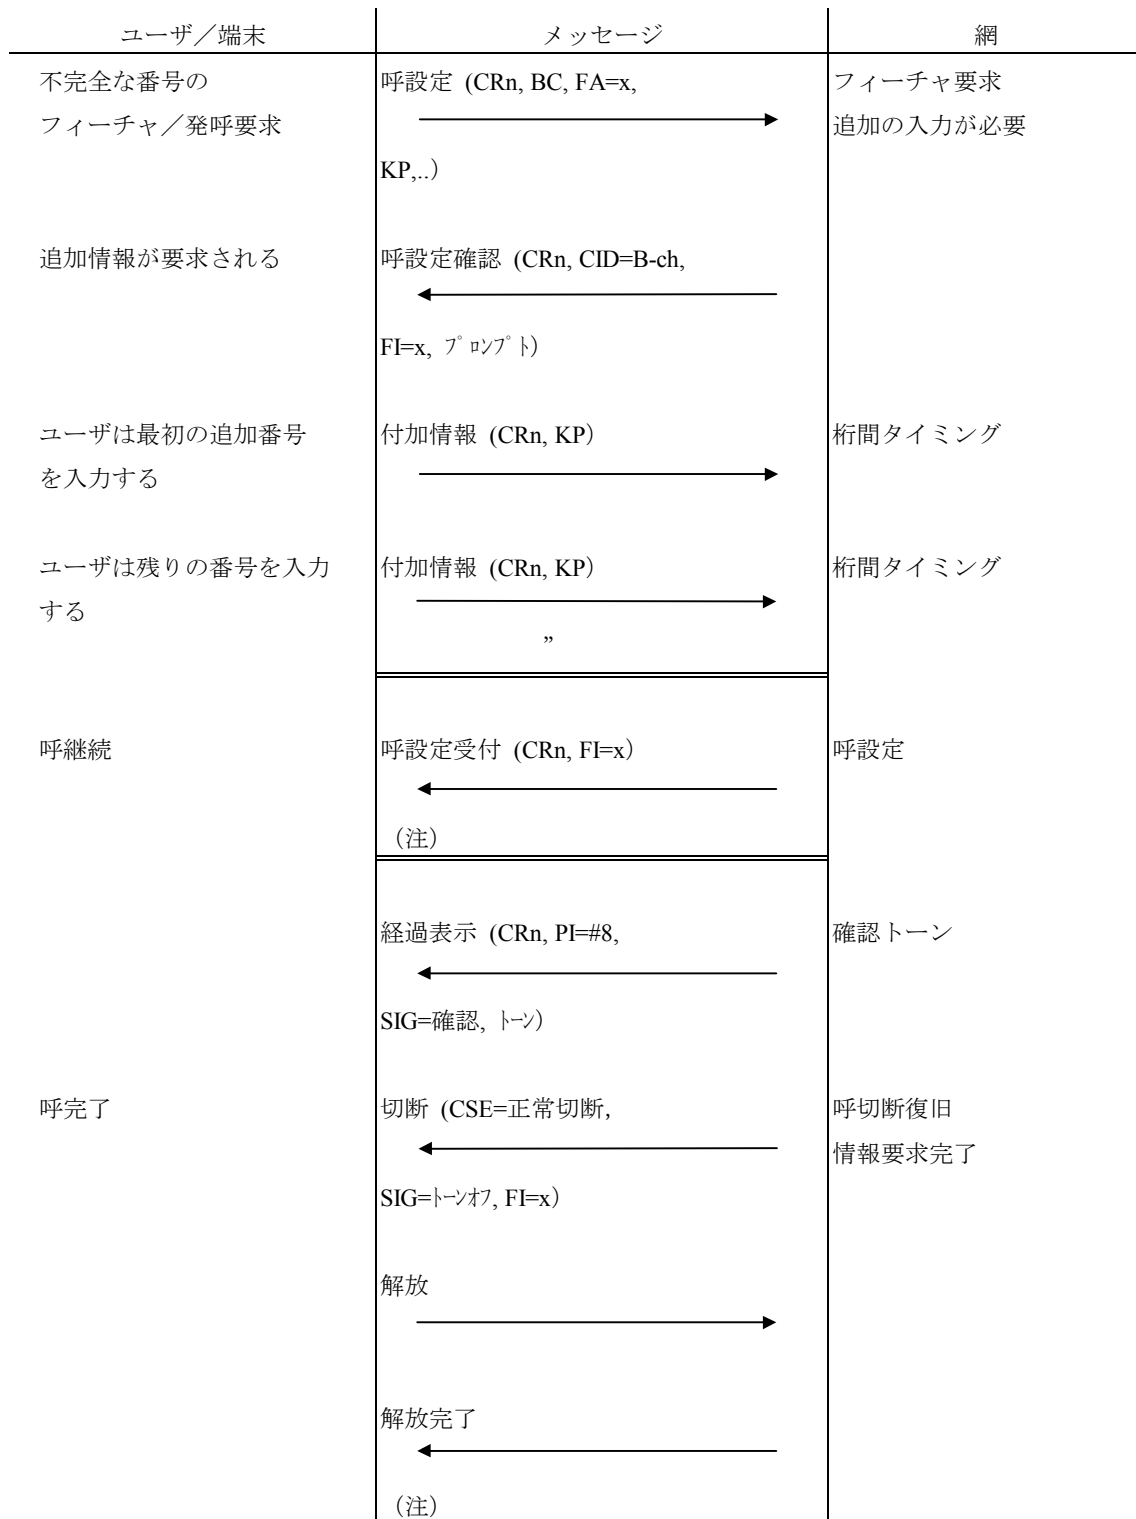 ユーザ／端末 メッセージ 網
不完全な番号の 呼設定 (CRn, BC, FA=x, フィーチャ要求
フィーチャ／発呼要求 追加の入力が必要
KP,..）
追加情報が要求される 呼設定確認 (CRn, CID=B-ch,
FI=x, ﾌﾟﾛﾝﾌﾟﾄ）
ユーザは最初の追加番号 付加情報 (CRn, KP） 桁間タイミング
を入力する
ユーザは残りの番号を入力 付加情報 (CRn, KP） 桁間タイミング
する
”
呼継続 呼設定受付 (CRn, FI=x） 呼設定
（注）
経過表示 (CRn, PI=#8, 確認トーン
SIG=確認, ﾄｰﾝ）
呼完了 切断 (CSE=正常切断, 呼切断復旧
情報要求完了
SIG=ﾄｰﾝｵﾌ, FI=x）
解放
解放完了
（注）